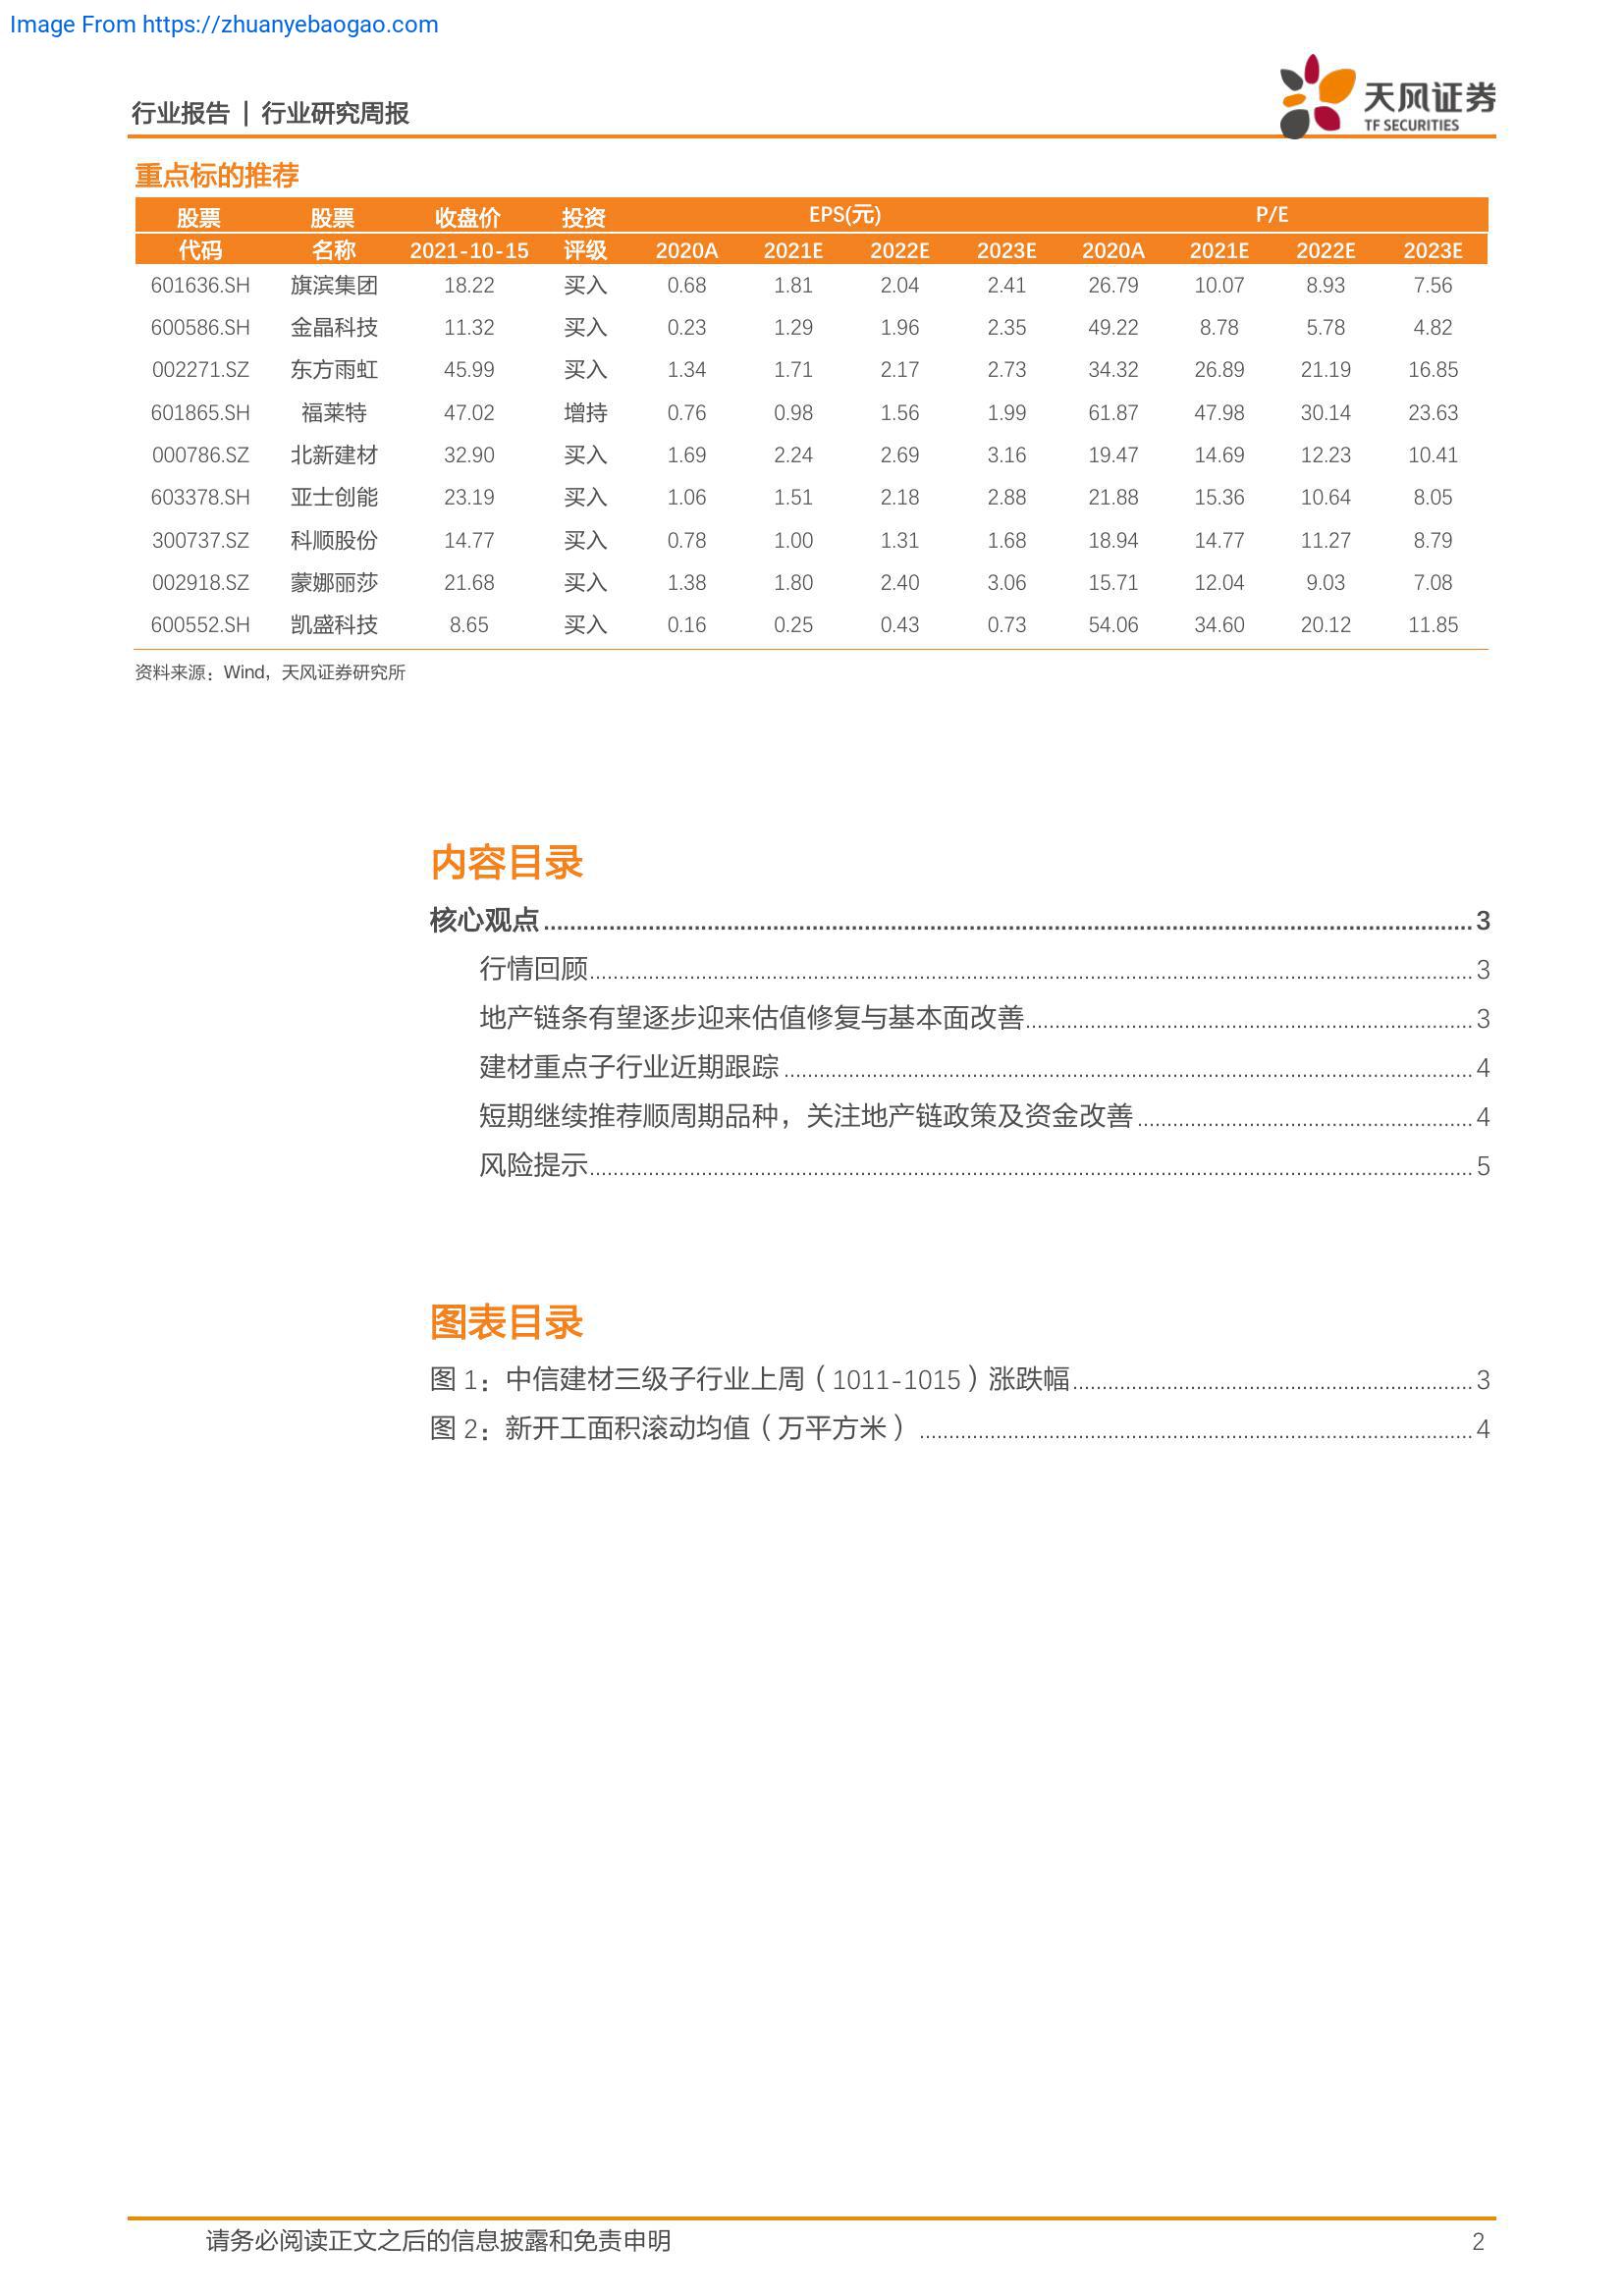 Image From https://zhuanyebaogao.com
行业报告 | 行业研究周报
天风证券
TF SECURITIES
重点标的推荐
股票 股票 收盘价 投资 EPS(元) P/E
代码 名称 2021-10-15 评级 2020A 2021E 2022E 2023E 2020A 2021E 2022E 2023E
601636.SH 旗滨集团 18.22 买入 0.68 1.81 2.04 2.41 26.79 10.07 8.93 7.56
600586.SH 金晶科技 11.32 买入 0.23 1.29 1.96 2.35 49.22 8.78 5.78 4.82
002271.SZ 东方雨虹 45.99 买入 1.34 1.71 2.17 2.73 34.32 26.89 21.19 16.85
601865.SH 福莱特 47.02 增持 0.76 0.98 1.56 1.99 61.87 47.98 30.14 23.63
000786.SZ 北新建材 32.90 买入 1.69 2.24 2.69 3.16 19.47 14.69 12.23 10.41
603378.SH 亚士创能 23.19 买入 1.06 1.51 2.18 2.88 21.88 15.36 10.64 8.05
300737.SZ 科顺股份 14.77 买入 0.78 1.00 1.31 1.68 18.94 14.77 11.27 8.79
002918.SZ 蒙娜丽莎 21.68 买入 1.38 1.80 2.40 3.06 15.71 12.04 9.03 7.08
600552.SH 凯盛科技 8.65 买入 0.16 0.25 0.43 0.73 54.06 34.60 20.12 11.85
资料来源：Wind，天风证券研究所
内容目录
核心观点 3
行情回顾 3
地产链条有望逐步迎来估值修复与基本面改善 3
建材重点子行业近期跟踪 4
短期继续推荐顺周期品种，关注地产链政策及资金改善 4
风险提示 5
图表目录
图 1：中信建材三级子行业上周（1011-1015）涨跌幅 3
图 2：新开工面积滚动均值（万平方米） 4
请务必阅读正文之后的信息披露和免责申明 2